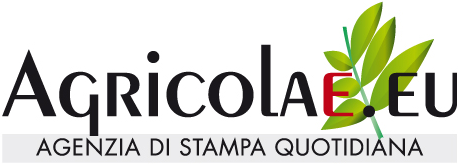 AgricolaE.EU
AGENZIA DI STAMPA QUOTIDIANA